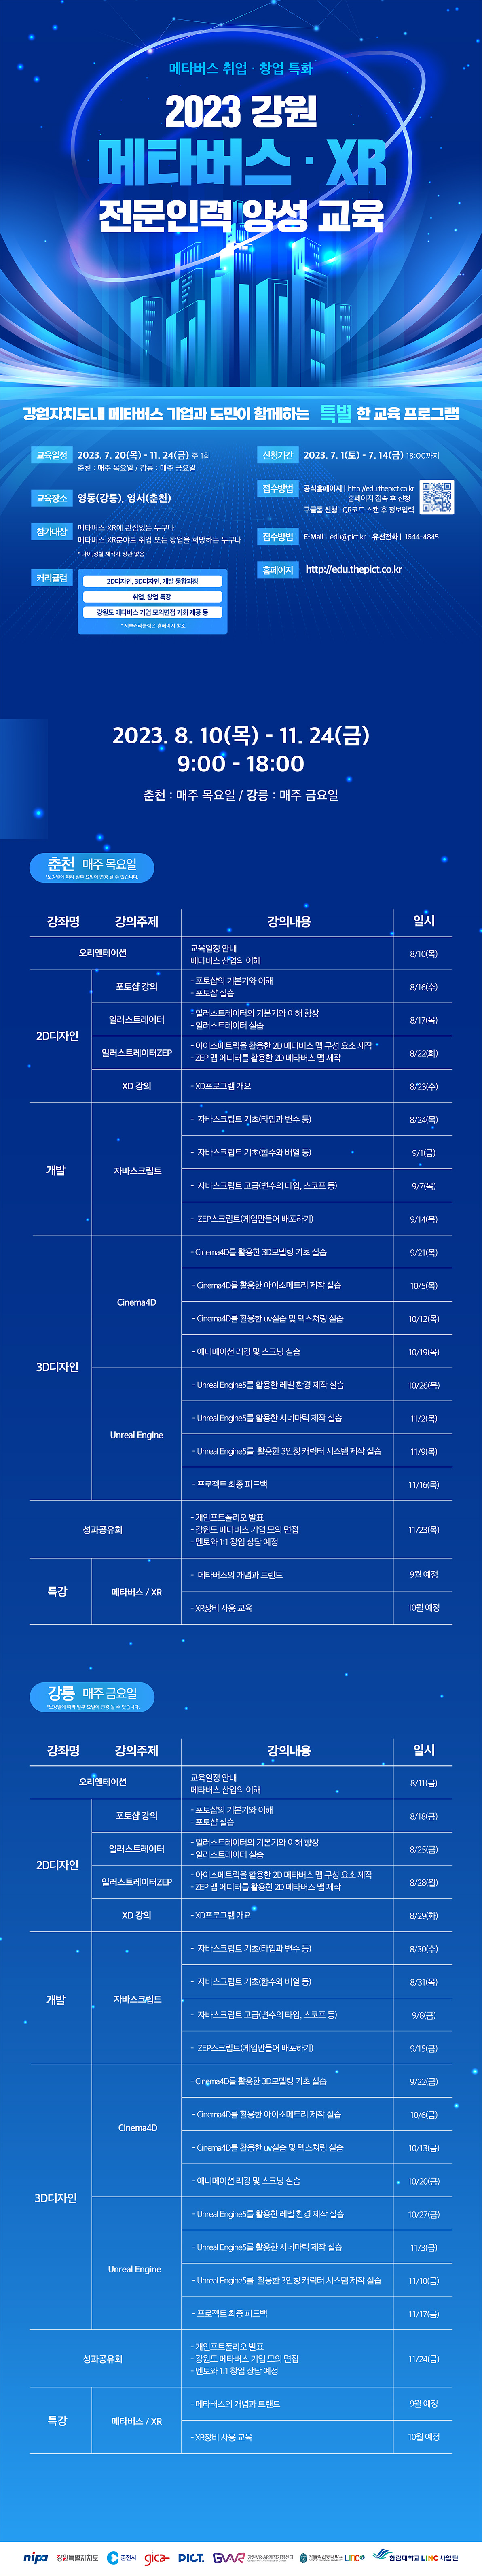 메타버스 취업 · 창업 특화
2023 강원
메타버스 · XR
전문인력 양성 교육
강원자치도내 메타버스 기업과 도민이 함께하는 특별한 교육 프로그램
교육일정 2023. 7. 20(목) - 11. 24(금) 주 1회
춘천 : 매주 목요일 / 강릉 : 매주 금요일
교육장소 영동(강릉), 영서(춘천)
참가대상 메타버스·XR에 관심있는 누구나
메타버스·XR분야로 취업 또는 창업을 희망하는 누구나
* 나이,성별,재직자 상관 없음
커리큘럼
2D디자인, 3D디자인, 개발 통합과정
취업, 창업 특강
강원도 메타버스 기업 모의면접 기회 제공 등
* 세부커리큘럼은 홈페이지 참조
신청기간 2023. 7. 1(토) - 7. 14(금) 18:00까지
접수방법 공식홈페이지 | http://edu.thepict.co.kr
홈페이지 접속 후 신청
구글폼 신청 | QR코드 스캔 후 정보입력
접수방법 E-Mail | edu@pict.kr 유선전화 | 1644-4845
홈페이지 http://edu.thepict.co.kr
2023. 8. 10(목) - 11. 24(금)
9:00 - 18:00
춘천 : 매주 목요일 / 강릉 : 매주 금요일
춘천 매주 목요일
*보강일에 따라 일부 요일이 변경 될 수 있습니다.
강좌명 강의주제 강의내용 일시
오리엔테이션
교육일정 안내
메타버스 산업의 이해
8/10(목)
2D디자인
포토샵 강의
- 포토샵의 기본기와 이해
- 포토샵 실습
8/16(수)
일러스트레이터
- 일러스트레이터의 기본기와 이해 향상
- 일러스트레이터 실습
8/17(목)
일러스트레이터ZEP
- 아이소메트릭을 활용한 2D 메타버스 맵 구성 요소 제작
- ZEP 맵 에디터를 활용한 2D 메타버스 맵 제작
8/22(화)
XD 강의 - XD프로그램 개요 8/23(수)
개발
자바스크립트
- 자바스크립트 기초(타입과 변수 등) 8/24(목)
- 자바스크립트 기초(함수와 배열 등) 9/1(금)
- 자바스크립트 고급(변수의 타입, 스코프 등) 9/7(목)
- ZEP스크립트(게임만들어 배포하기) 9/14(목)
3D디자인
Cinema4D
- Cinema4D를 활용한 3D모델링 기초 실습 9/21(목)
- Cinema4D를 활용한 아이소메트리 제작 실습 10/5(목)
- Cinema4D를 활용한 uv실습 및 텍스쳐링 실습 10/12(목)
- 애니메이션 리깅 및 스크닝 실습 10/19(목)
Unreal Engine
- Unreal Engine5를 활용한 레벨 환경 제작 실습 10/26(목)
- Unreal Engine5를 활용한 시네마틱 제작 실습 11/2(목)
- Unreal Engine5를 활용한 3인칭 캐릭터 시스템 제작 실습 11/9(목)
- 프로젝트 최종 피드백 11/16(목)
성과공유회
- 개인포트폴리오 발표
- 강원도 메타버스 기업 모의 면접
- 멘토와 1:1 창업 상담 예정
11/23(목)
특강
메타버스 / XR
- 메타버스의 개념과 트랜드 9월 예정
- XR장비 사용 교육 10월 예정
강릉 매주 금요일
*보강일에 따라 일부 요일이 변경 될 수 있습니다.
강좌명 강의주제 강의내용 일시
오리엔테이션
교육일정 안내
메타버스 산업의 이해
8/11(금)
2D디자인
포토샵 강의
- 포토샵의 기본기와 이해
- 포토샵 실습
8/18(금)
일러스트레이터
- 일러스트레이터의 기본기와 이해 향상
- 일러스트레이터 실습
8/25(금)
일러스트레이터ZEP
- 아이소메트릭을 활용한 2D 메타버스 맵 구성 요소 제작
- ZEP 맵 에디터를 활용한 2D 메타버스 맵 제작
8/28(월)
XD 강의 - XD프로그램 개요 8/29(화)
개발
자바스크립트
- 자바스크립트 기초(타입과 변수 등) 8/30(수)
- 자바스크립트 기초(함수와 배열 등) 8/31(목)
- 자바스크립트 고급(변수의 타입, 스코프 등) 9/8(금)
- ZEP스크립트(게임만들어 배포하기) 9/15(금)
3D디자인
Cinema4D
- Cinema4D를 활용한 3D모델링 기초 실습 9/22(금)
- Cinema4D를 활용한 아이소메트리 제작 실습 10/6(금)
- Cinema4D를 활용한 uv실습 및 텍스쳐링 실습 10/13(금)
- 애니메이션 리깅 및 스크닝 실습 10/20(금)
Unreal Engine
- Unreal Engine5를 활용한 레벨 환경 제작 실습 10/27(금)
- Unreal Engine5를 활용한 시네마틱 제작 실습 11/3(금)
- Unreal Engine5를 활용한 3인칭 캐릭터 시스템 제작 실습 11/10(금)
- 프로젝트 최종 피드백 11/17(금)
성과공유회
- 개인포트폴리오 발표
- 강원도 메타버스 기업 모의 면접
- 멘토와 1:1 창업 상담 예정
11/24(금)
특강
메타버스 / XR
- 메타버스의 개념과 트랜드 9월 예정
- XR장비 사용 교육 10월 예정
nipa 강원특별자치도 춘천시 gica PICT. GVAR 강원VR·AR제작거점센터 가톨릭관동대학교 LINC 한림대학교 LINC 사업단